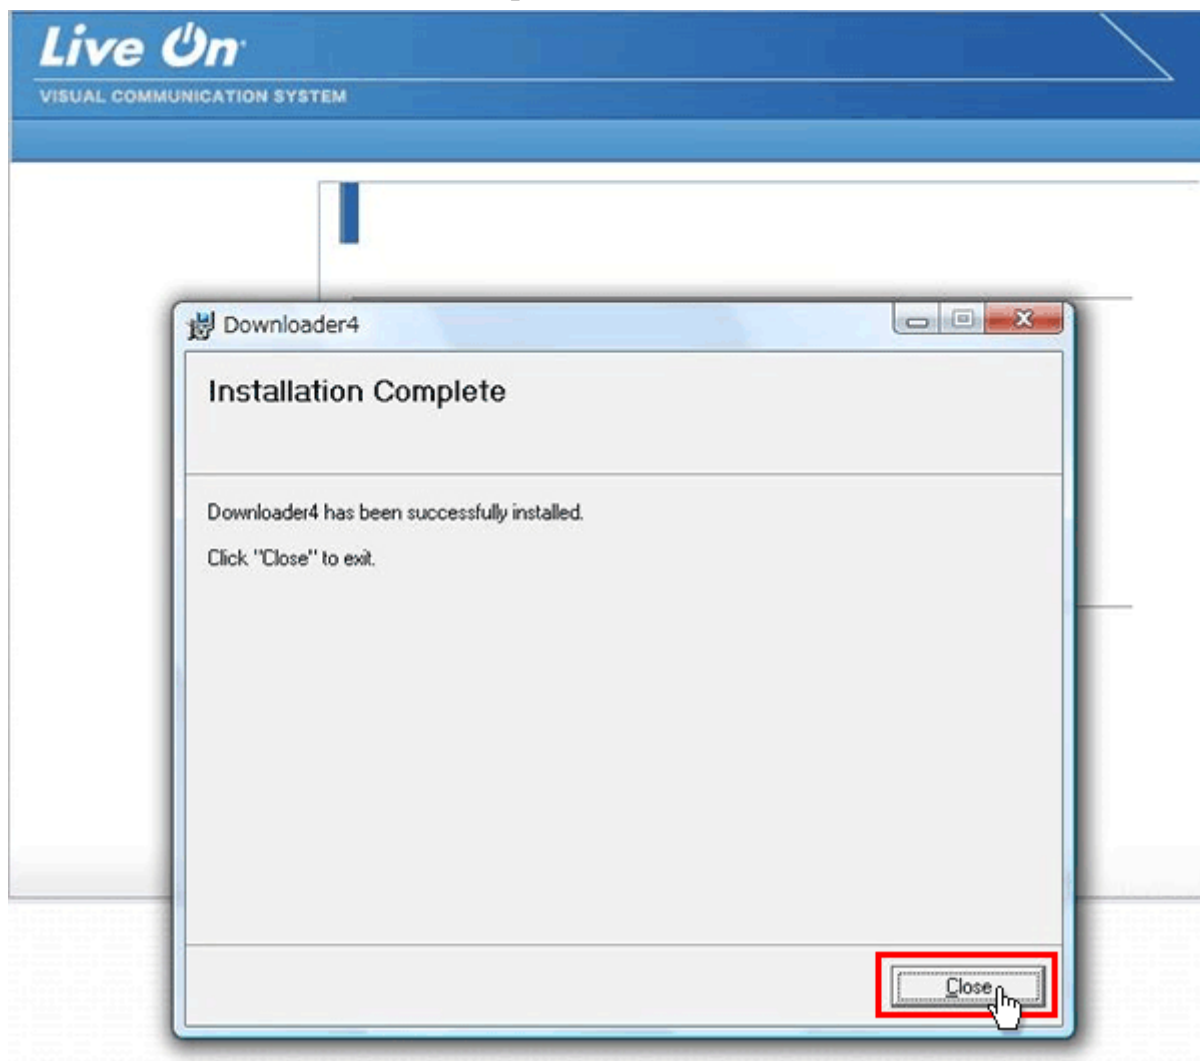 Live On
VISUAL COMMUNICATION SYSTEM
Downloader4
Installation Complete
Downloader4 has been successfully installed.
Click "Close" to exit.
Close